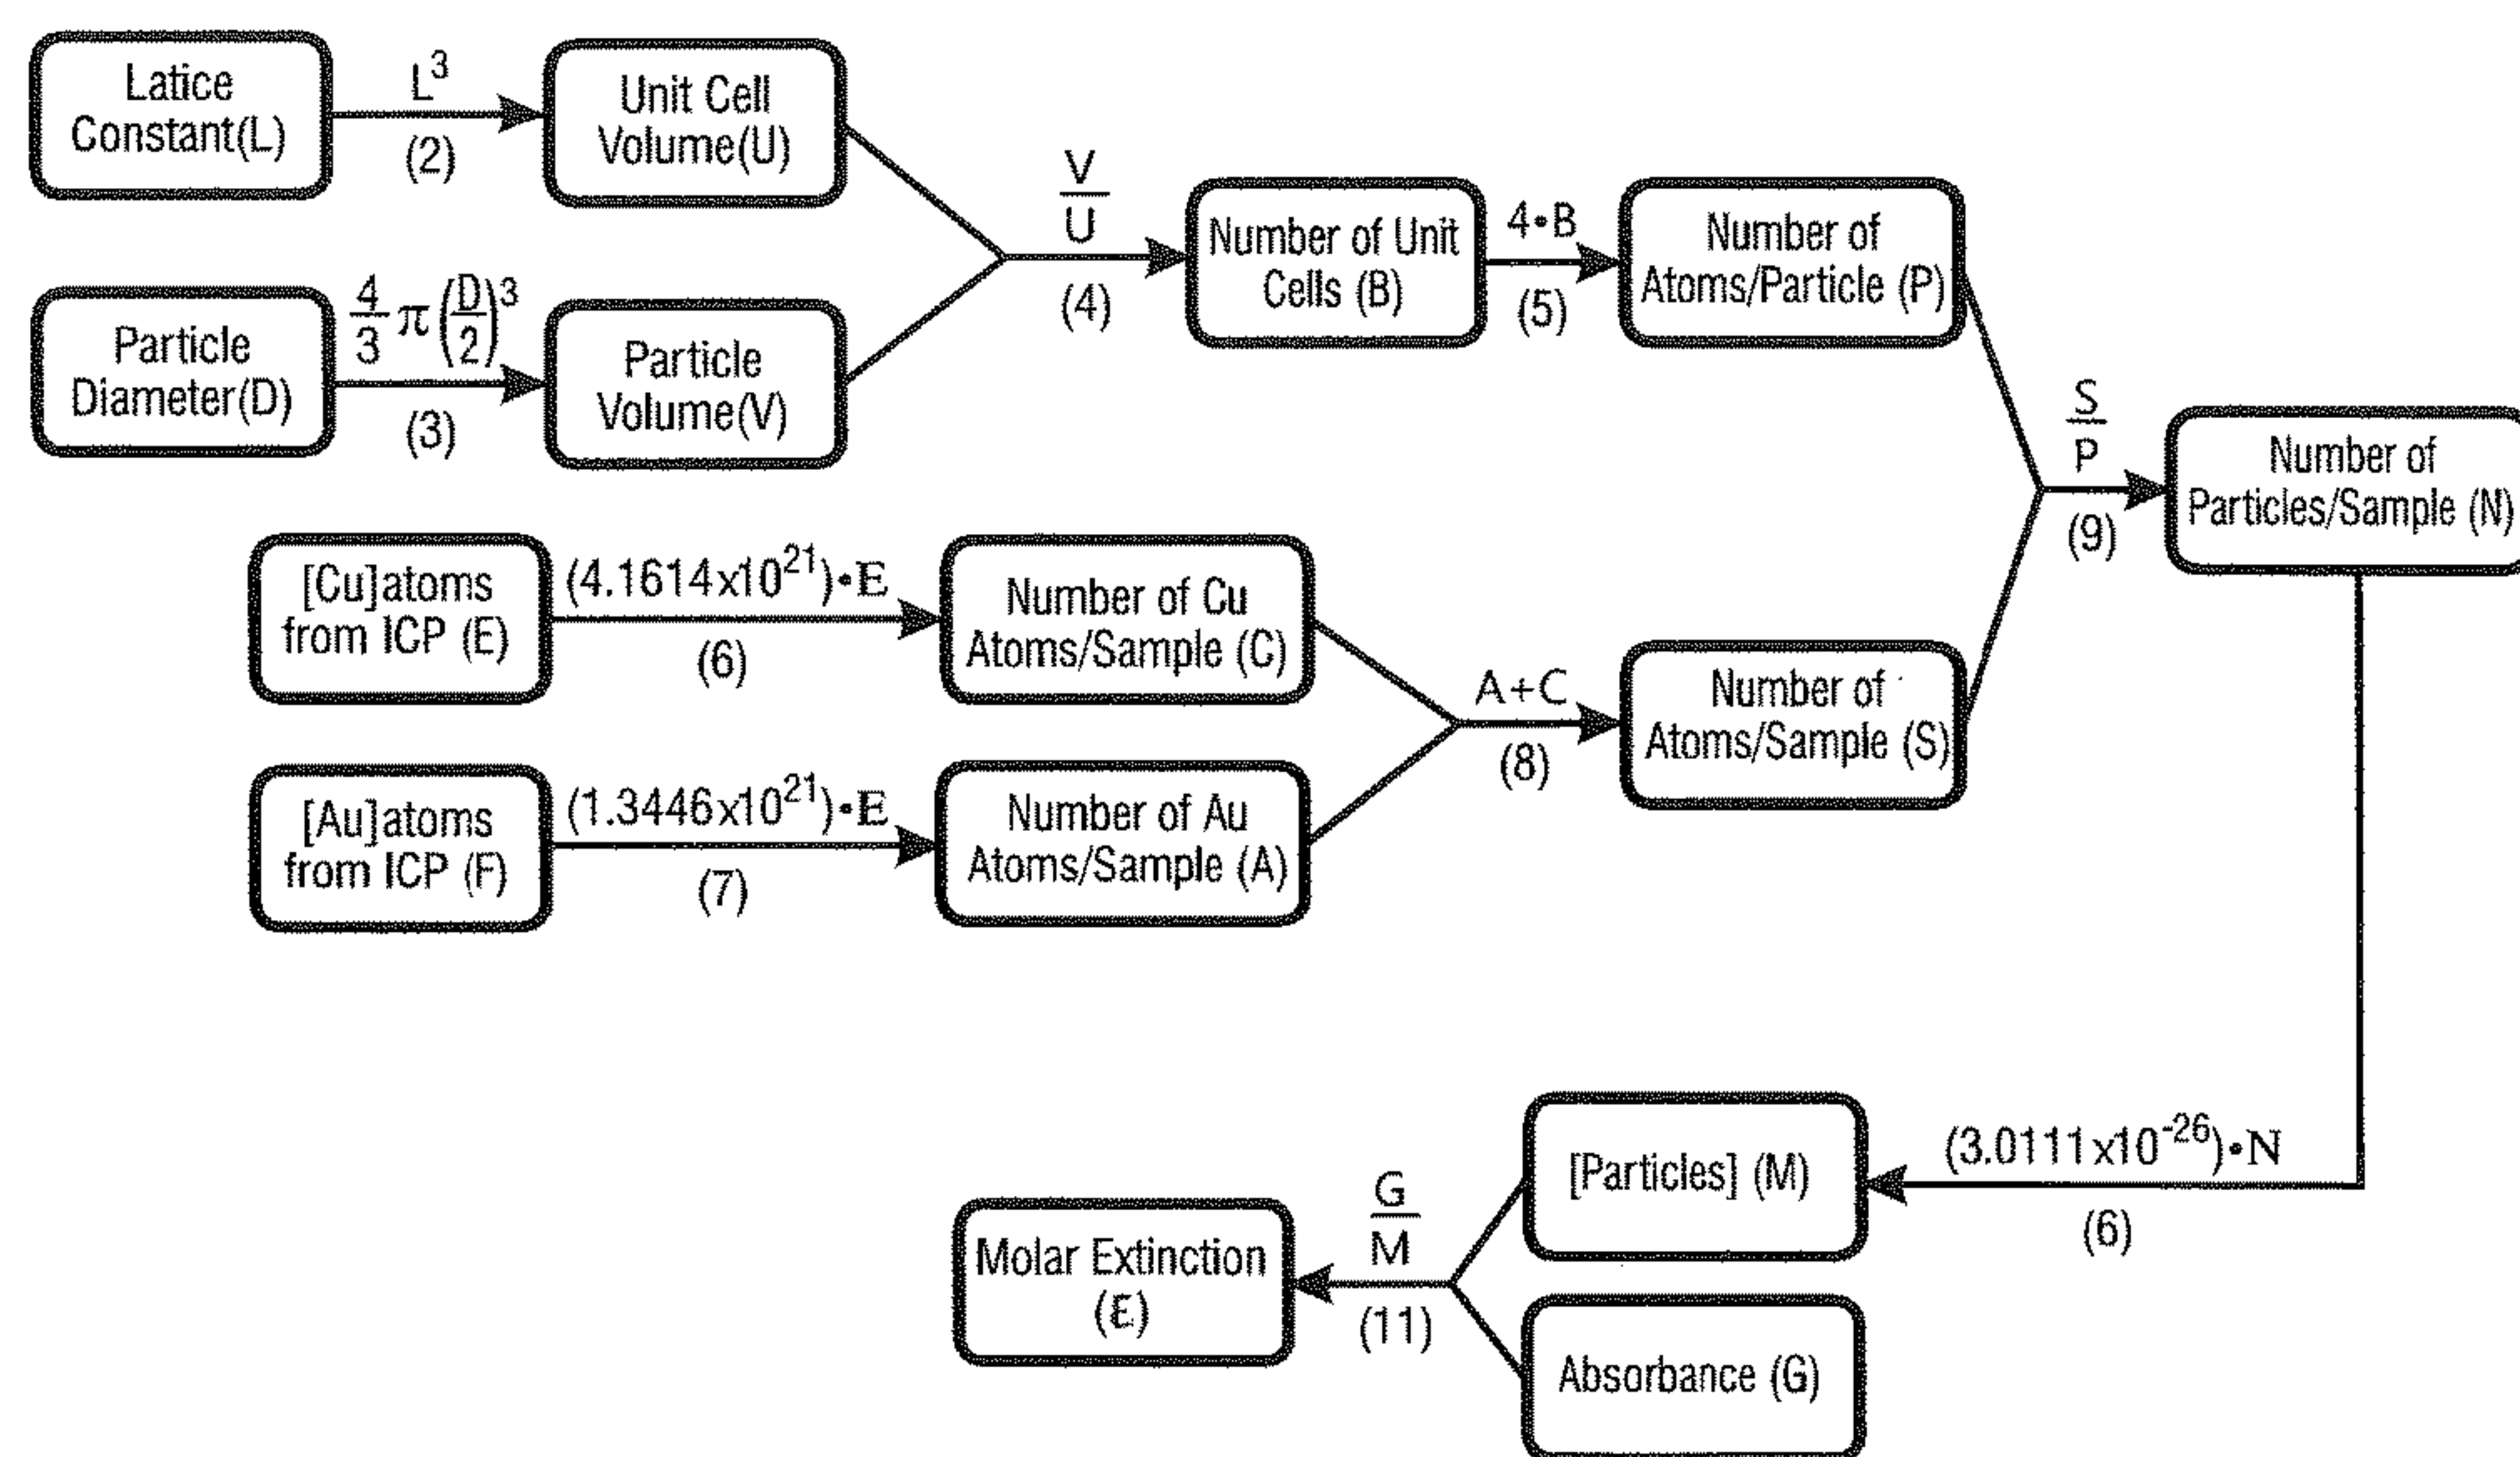 Latice
Constant(L)
L³
(2)
Unit Cell
Volume(U)
Particle
Diameter(D)
4/3 π (D/2)³
(3)
Particle
Volume(V)
V/U
(4)
Number of Unit
Cells (B)
4•B
(5)
Number of
Atoms/Particle (P)
[Cu]atoms
from ICP (E)
(4.1614x10²¹)•E
(6)
Number of Cu
Atoms/Sample (C)
[Au]atoms
from ICP (F)
(1.3446x10²¹)•E
(7)
Number of Au
Atoms/Sample (A)
A+C
(8)
Number of
Atoms/Sample (S)
S/P
(9)
Number of
Particles/Sample (N)
(3.0111x10⁻²⁶)•N
(6)
[Particles] (M)
Absorbance (G)
G/M
(11)
Molar Extinction
(E)